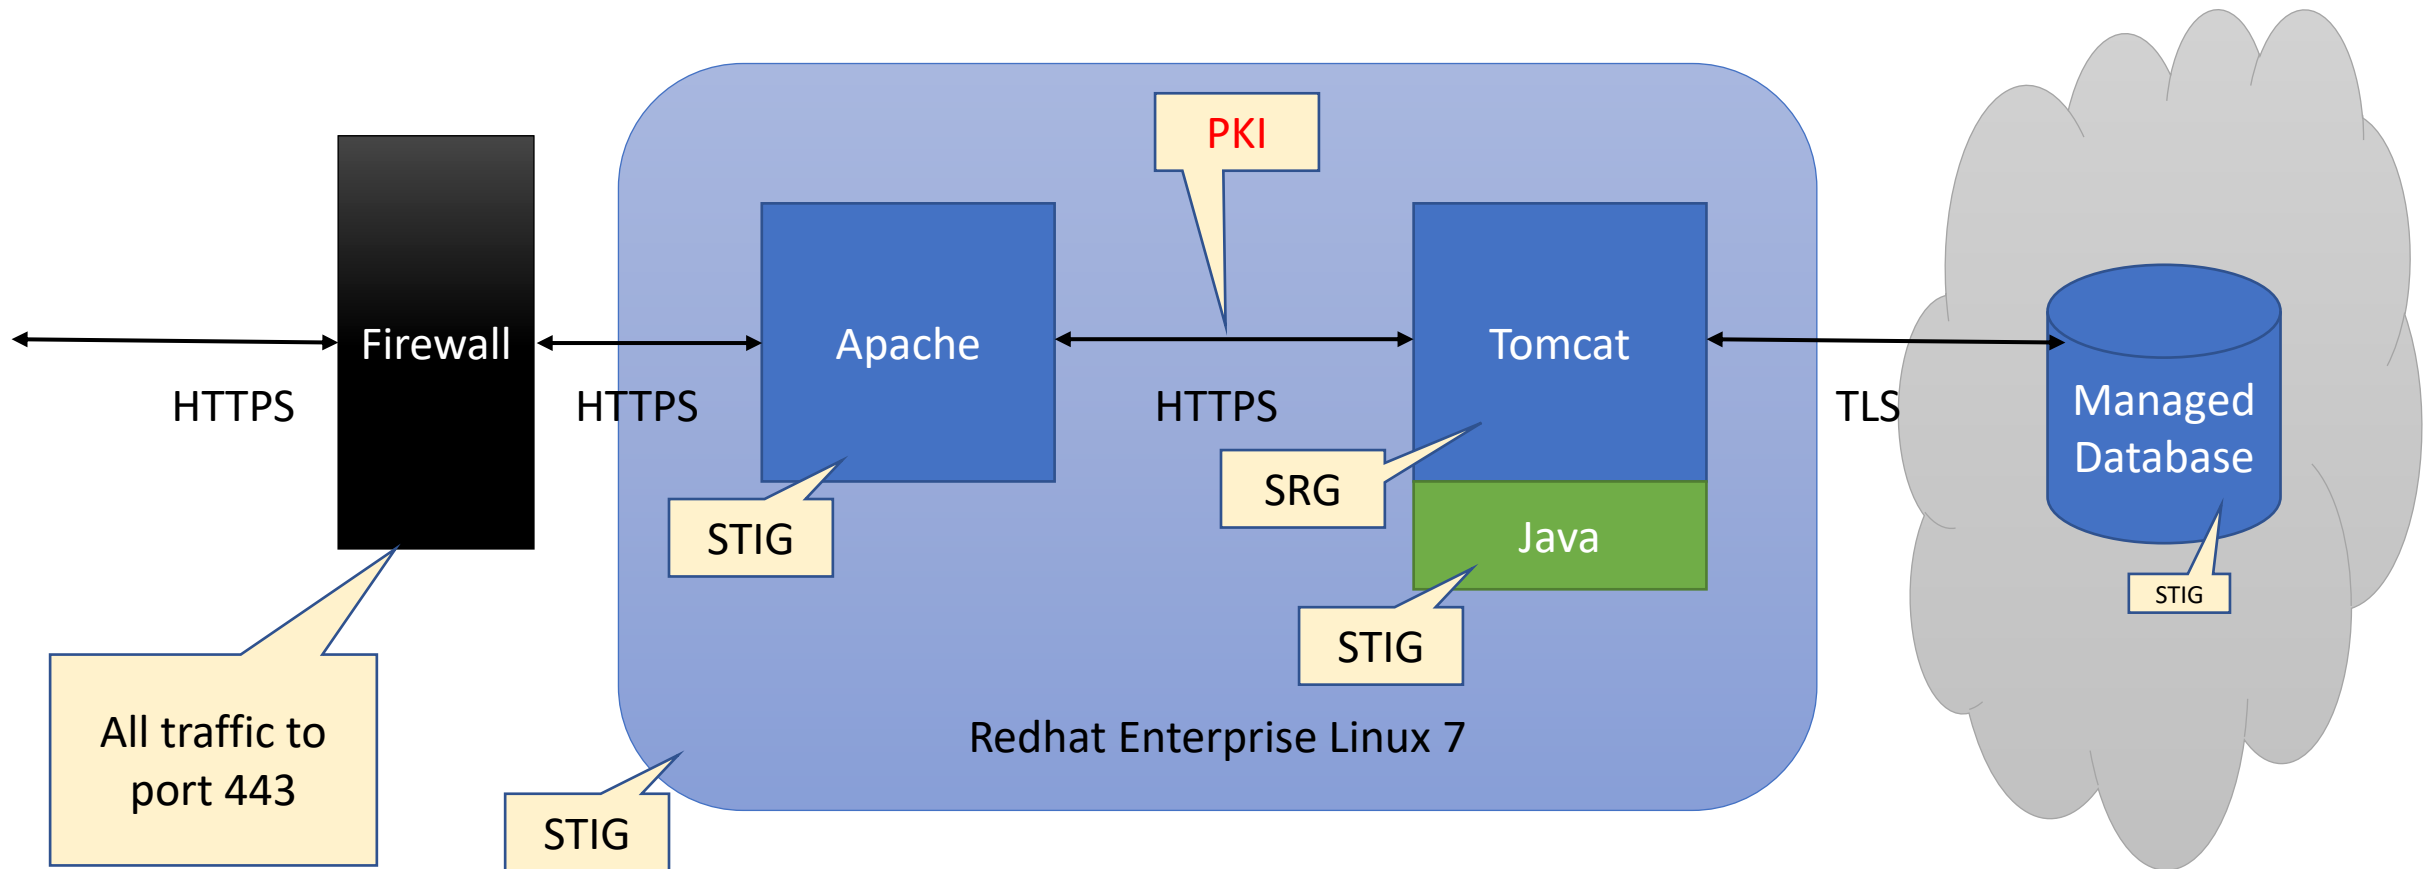 PKI
Firewall
Apache
Tomcat
HTTPS
HTTPS
HTTPS
TLS
Managed
Database
SRG
STIG
Java
STIG
STIG
All traffic to
port 443
Redhat Enterprise Linux 7
STIG